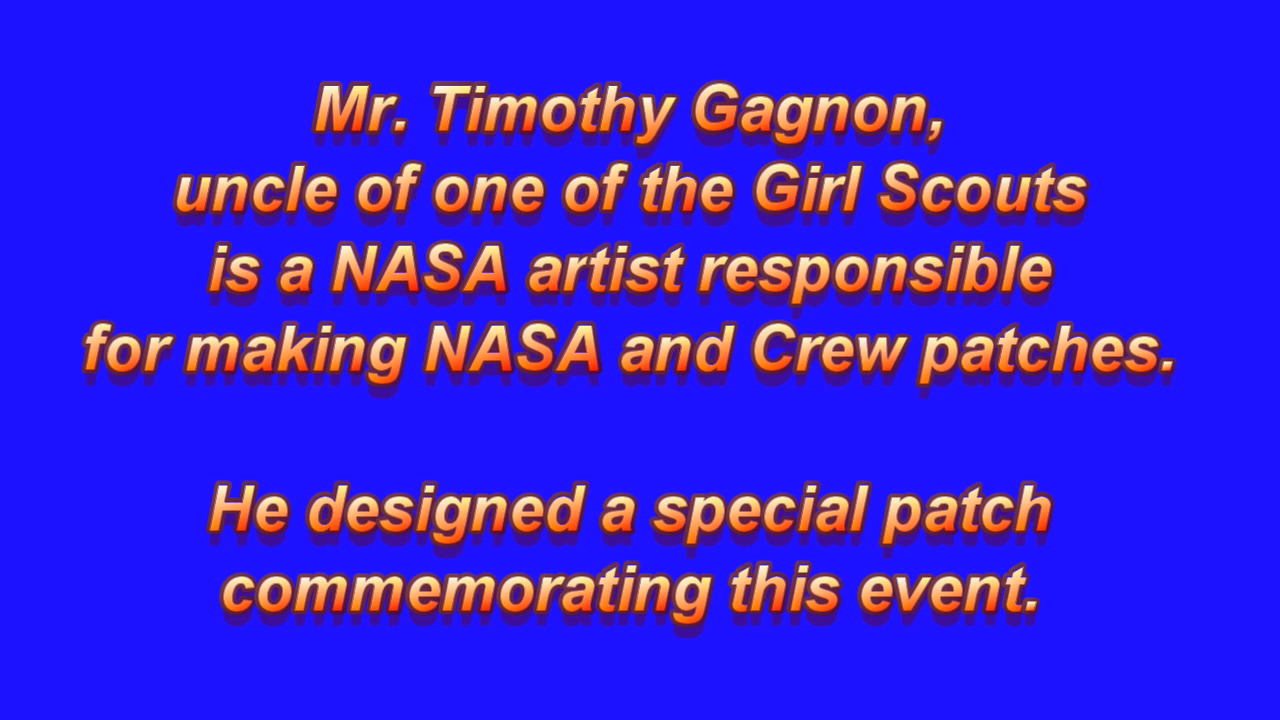 Mr. Timothy Gagnon,
uncle of one of the Girl Scouts
is a NASA artist responsible
for making NASA and Crew patches.
He designed a special patch
commemorating this event.